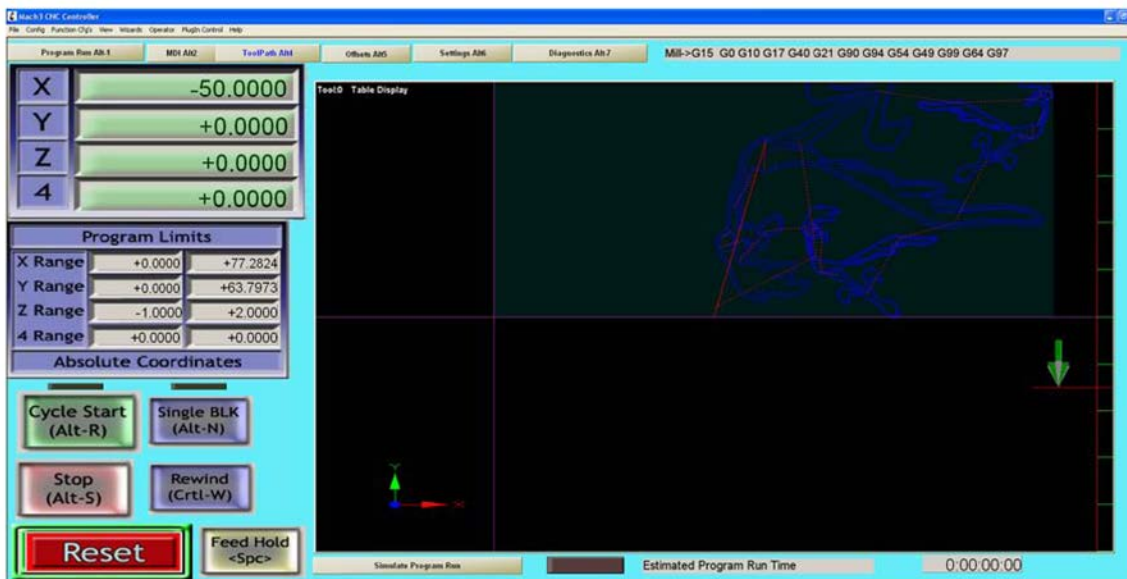 Mach3 CNC Controller
File Config Function Cfg's View Wizards Operator PlugIn Control Help
Program Run Alt-1 MDI Alt2 ToolPath Alt4 Offsets Alt5 Settings Alt6 Diagnostics Alt-7 Mill->G15 G0 G10 G17 G40 G21 G90 G94 G54 G49 G99 G64 G97
X -50.0000
Y +0.0000
Z +0.0000
4 +0.0000
Program Limits
X Range +0.0000 +77.2824
Y Range +0.0000 +63.7973
Z Range -1.0000 +2.0000
4 Range +0.0000 +0.0000
Absolute Coordinates
Cycle Start
(Alt-R)
Single BLK
(Alt-N)
Stop
(Alt-S)
Rewind
(Crtl-W)
Reset
Feed Hold
<Spc>
Tool:0 Table Display
Y
X
Simulate Program Run Estimated Program Run Time 0:00:00:00